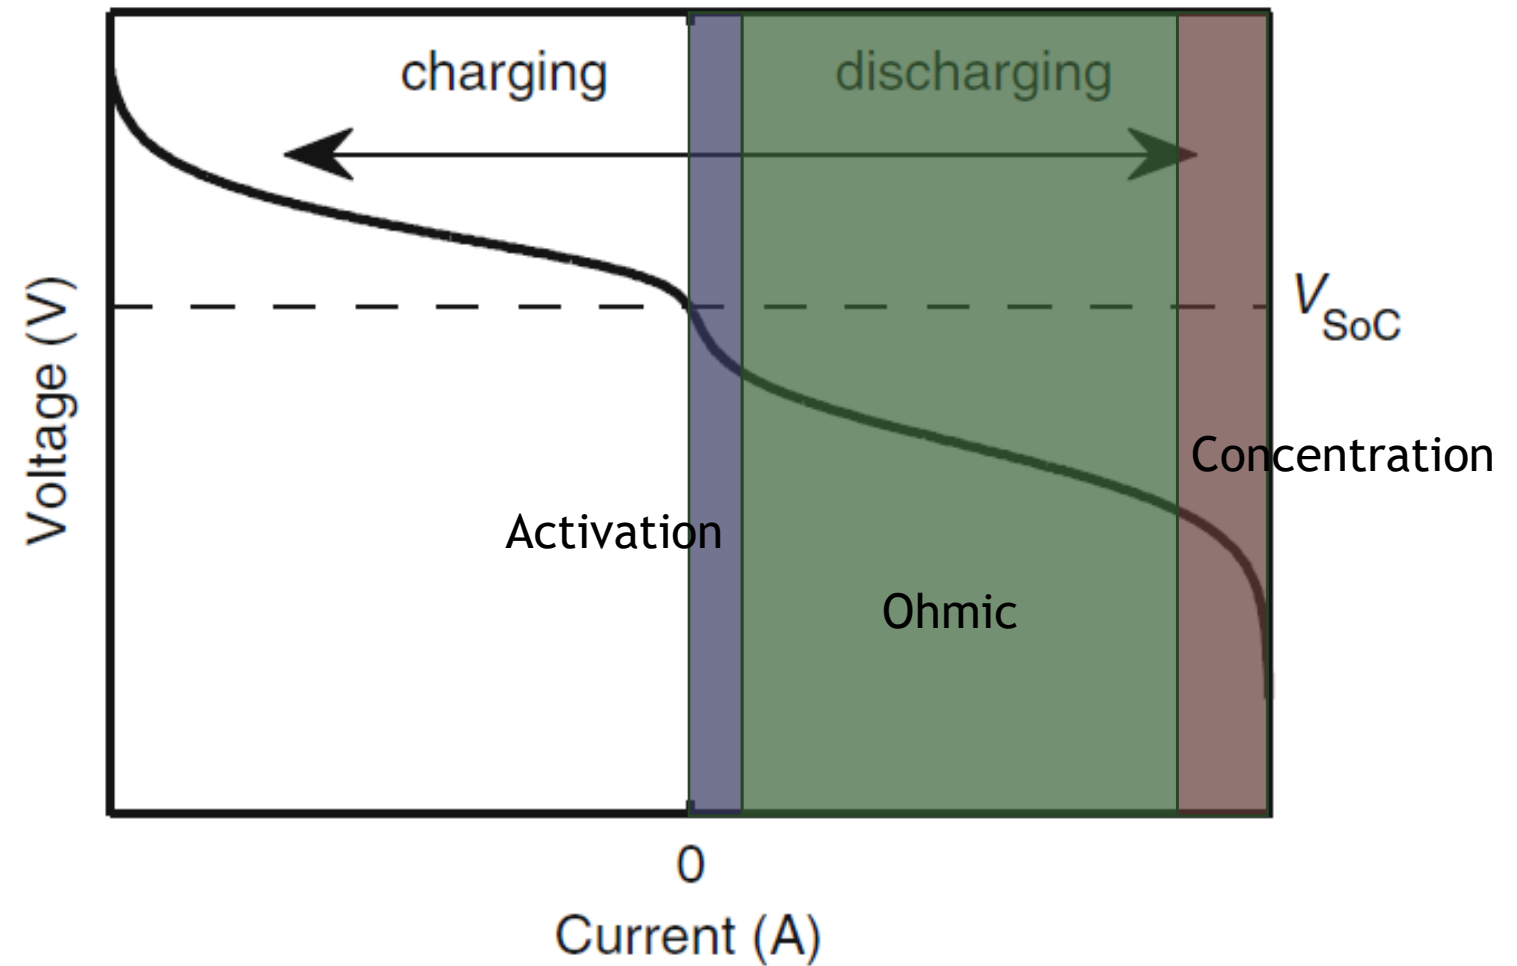 charging
discharging
Voltage (V)
V SoC
Concentration
Activation
Ohmic
0
Current (A)